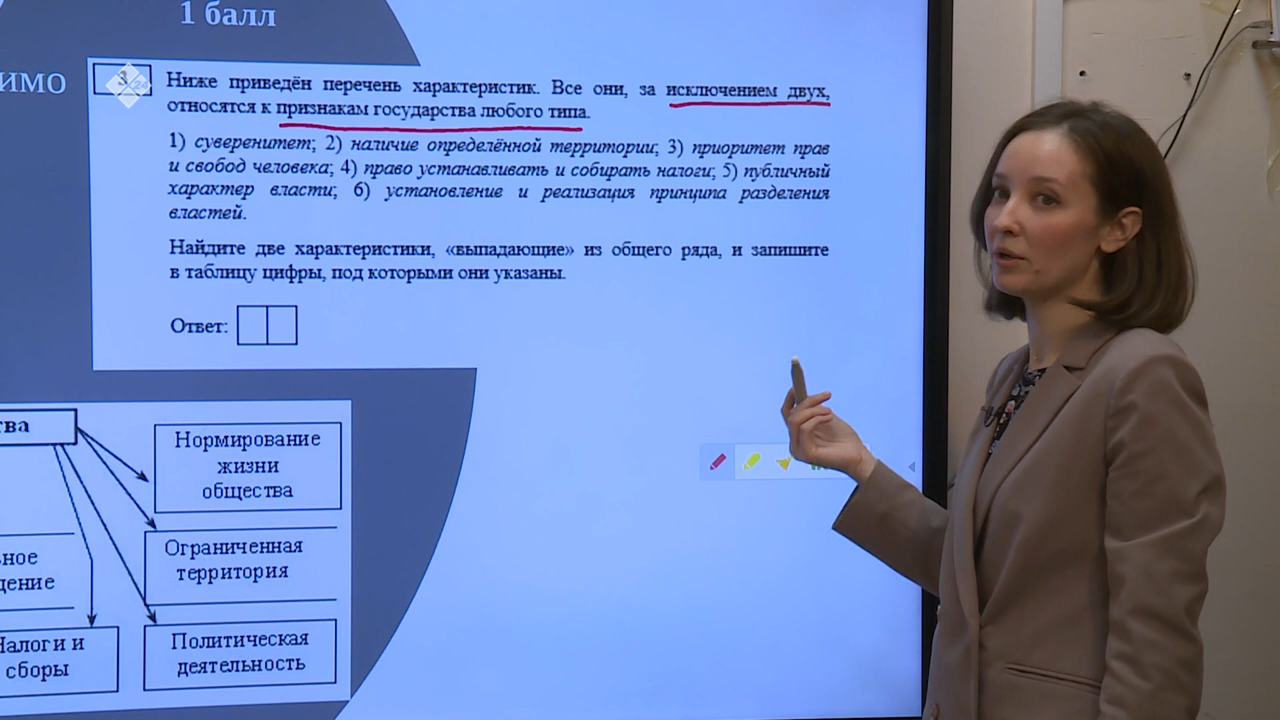 1 балл
имо
3
Ниже приведён перечень характеристик. Все они, за исключением двух,
относятся к признакам государства любого типа.
1) суверенитет; 2) наличие определённой территории; 3) приоритет прав
и свобод человека; 4) право устанавливать и собирать налоги; 5) публичный
характер власти; 6) установление и реализация принципа разделения
властей.
Найдите две характеристики, «выпадающие» из общего ряда, и запишите
в таблицу цифры, под которыми они указаны.
Ответ:
тва
Нормирование
жизни
общества
ьное
дение
Ограниченная
территория
Налоги и
сборы
Политическая
деятельность